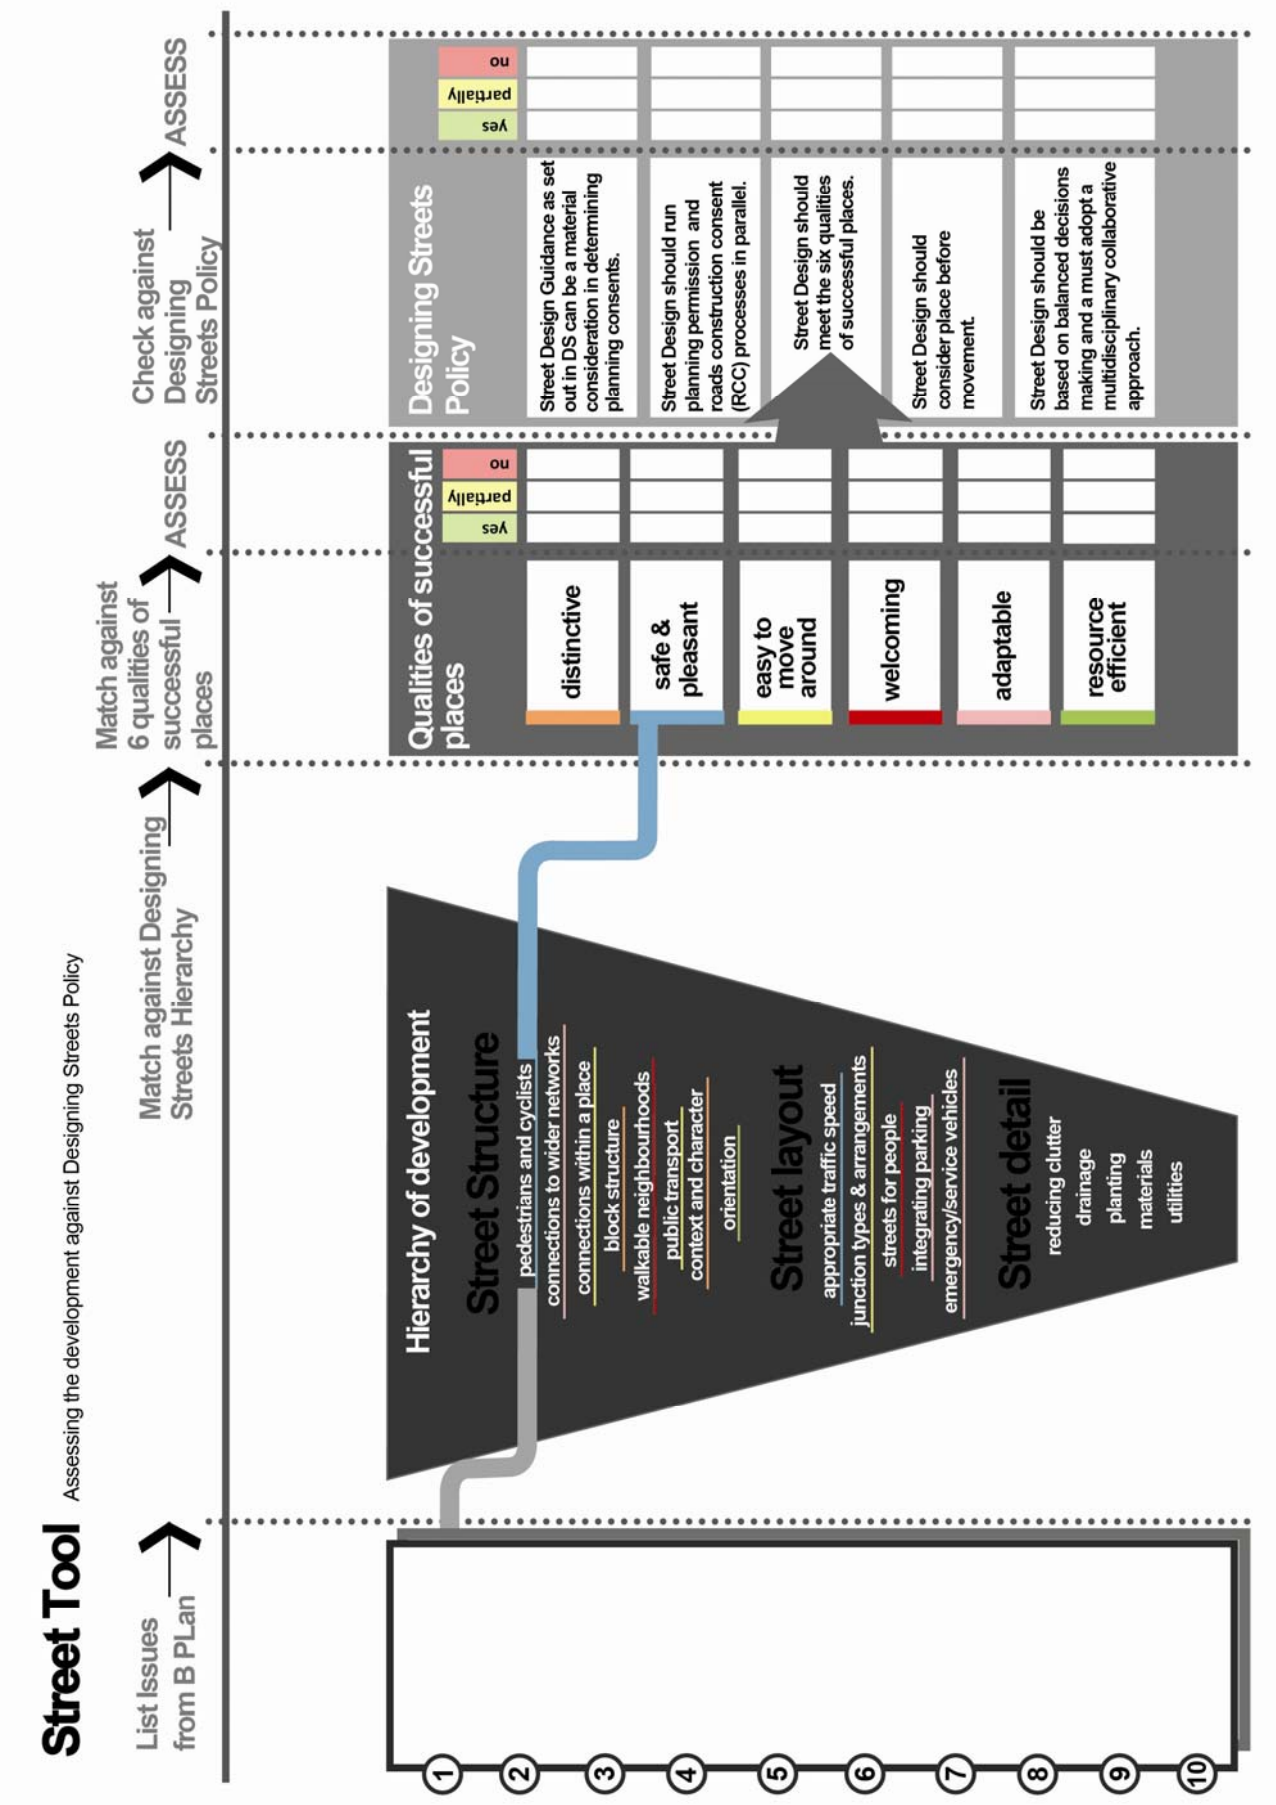 Street Tool Assessing the development against Designing Streets Policy
List Issues
from B PLan
Match against Designing
Streets Hierarchy
Match against
6 qualities of
successful
places
ASSESS
Check against
Designing
Streets Policy
ASSESS
1
2
3
4
5
6
7
8
9
10
Hierarchy of development
Street Structure
pedestrians and cyclists
connections to wider networks
connections within a place
block structure
walkable neighbourhoods
public transport
context and character
orientation
Street layout
appropriate traffic speed
junction types & arrangements
streets for people
integrating parking
emergency/service vehicles
Street detail
reducing clutter
drainage
planting
materials
utilities
Qualities of successful
places
yes
partially
no
distinctive
safe &
pleasant
easy to
move
around
welcoming
adaptable
resource
efficient
Designing Streets
Policy
yes
partially
no
Street Design Guidance as set
out in DS can be a material
consideration in determining
planning consents.
Street Design should run
planning permission and
roads construction consent
(RCC) processes in parallel.
Street Design should
meet the six qualities
of successful places.
Street Design should
consider place before
movement.
Street Design should be
based on balanced decisions
making and a must adopt a
multidisciplinary collaborative
approach.